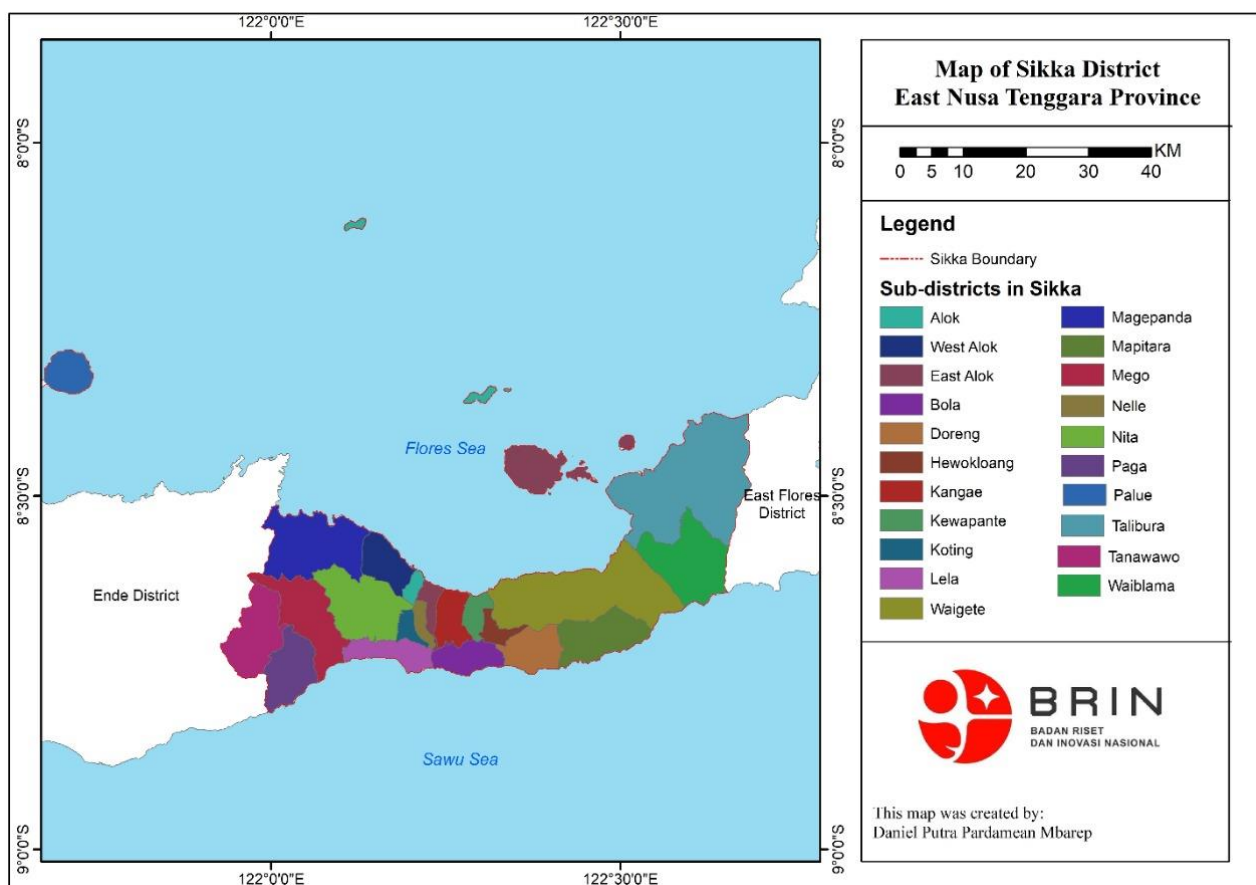 122°0'0"E
122°30'0"E
8°0'0"S
8°0'0"S
Flores Sea
8°30'0"S
8°30'0"S
East Flores
District
Ende District
Sawu Sea
9°0'0"S
9°0'0"S
122°0'0"E
122°30'0"E
Map of Sikka District
East Nusa Tenggara Province
KM
0 5 10 20 30 40
Legend
Sikka Boundary
Sub-districts in Sikka
Alok
West Alok
East Alok
Bola
Doreng
Hewokloang
Kangae
Kewapante
Koting
Lela
Waigete
Magepanda
Mapitara
Mego
Nelle
Nita
Paga
Palue
Talibura
Tanawawo
Waiblama
BRIN
BADAN RISET
DAN INOVASI NASIONAL
This map was created by:
Daniel Putra Pardamean Mbarep